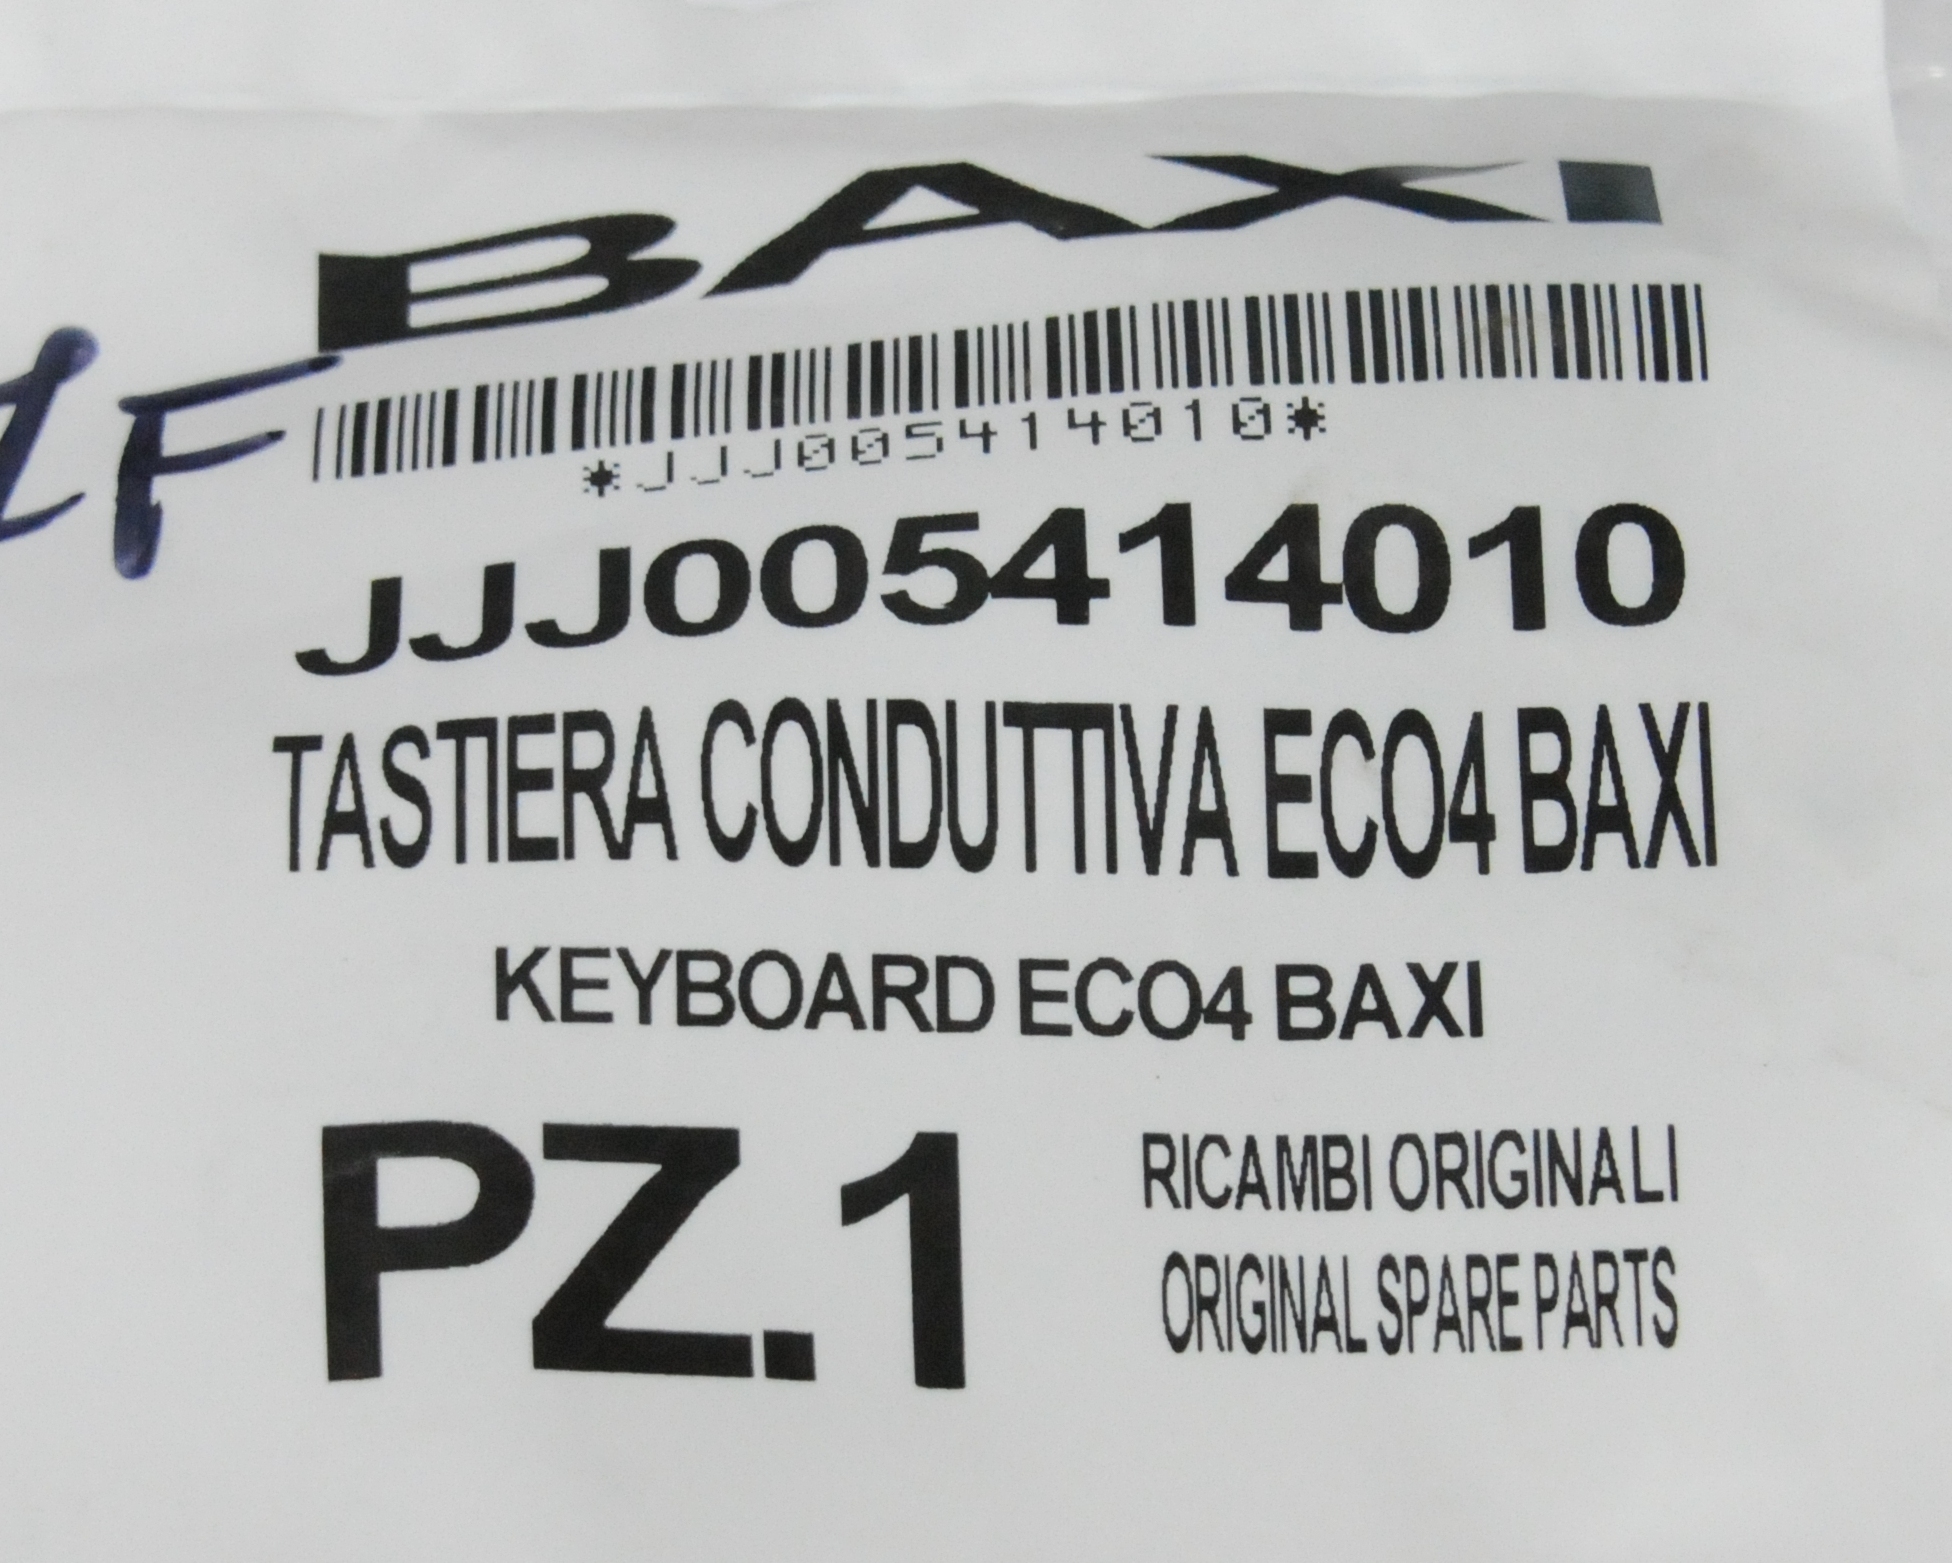 BAXI
*JJJ005414010*
JJJ005414010
TASTIERA CONDUTTIVA ECO4 BAXI
KEYBOARD ECO4 BAXI
PZ.1
RICAMBI ORIGINALI
ORIGINAL SPARE PARTS